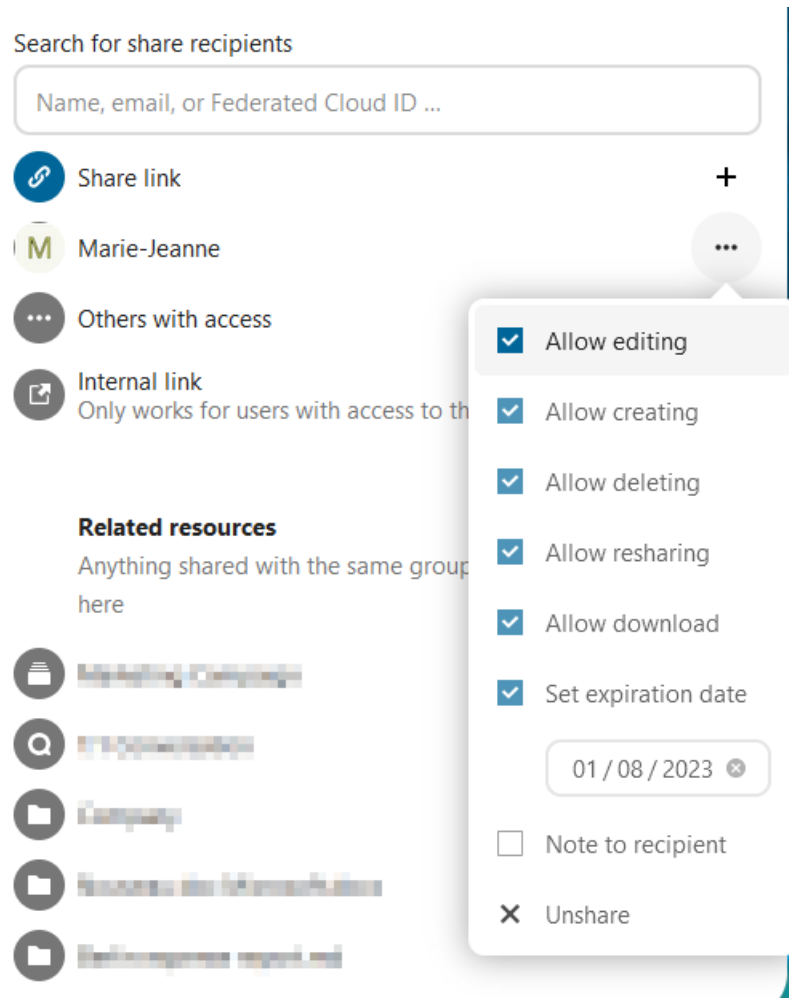 Search for share recipients
Name, email, or Federated Cloud ID ...
Share link
M Marie-Jeanne
Others with access
Internal link
Only works for users with access to th
Allow editing
Allow creating
Allow deleting
Allow resharing
Allow download
Set expiration date
01 / 08 / 2023
Note to recipient
Unshare
Related resources
Anything shared with the same group
here